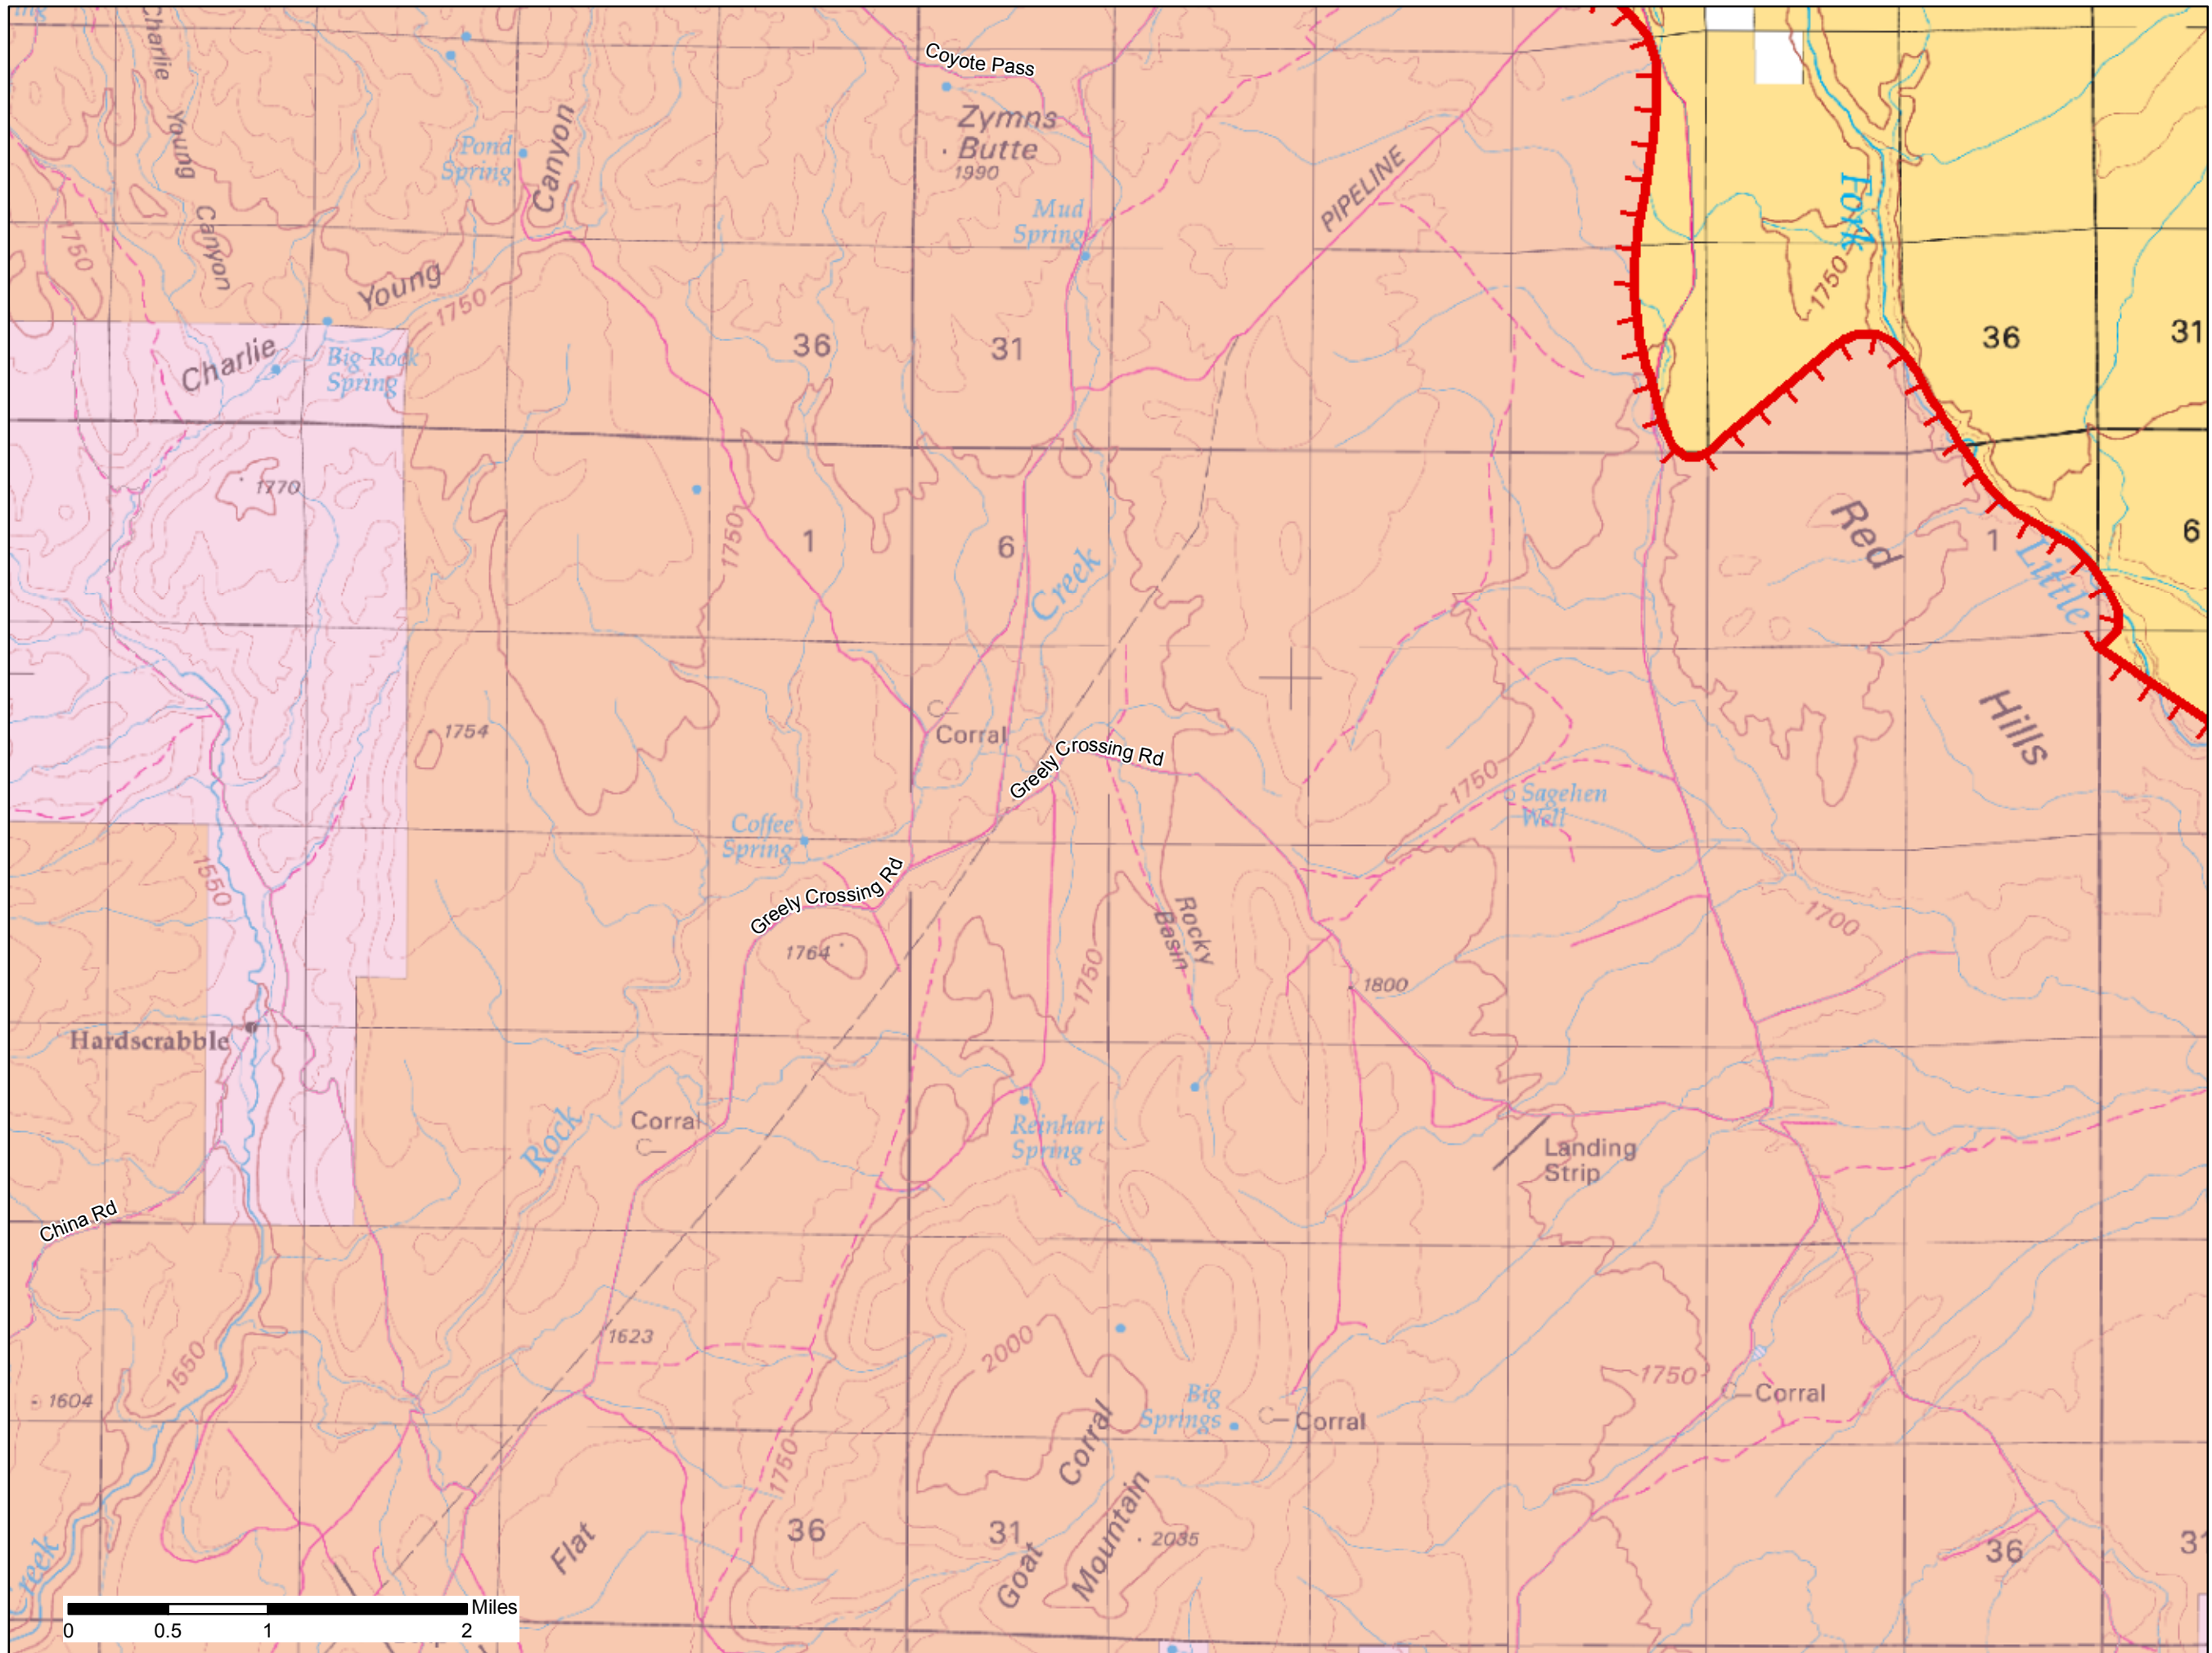 Charlie
Young
Canyon
Coyote Pass
Zymns
Butte
1990
Pond
Spring
Canyon
Mud
Spring
PIPELINE
Fork
1750
1750
Young
1750
Charlie
Big Rock
Spring
36
31
36
31
1770
1750
1
6
Creek
Red
1
Little
6
Hills
1754
Corral
Greely Crossing Rd
1750
Sagehen
Well
Coffee
Spring
Greely Crossing Rd
1550
1764
1750
Rocky
Basin
1700
1800
Hardscrabble
Corral
Rock
Reinhart
Spring
Landing
Strip
China Rd
1623
2000
1550
1604
Big
Springs
Corral
1750
Corral
Corral
1750
Flat
36
31
Goat
Mountain
2035
36
reek
Miles
0
0.5
1
2